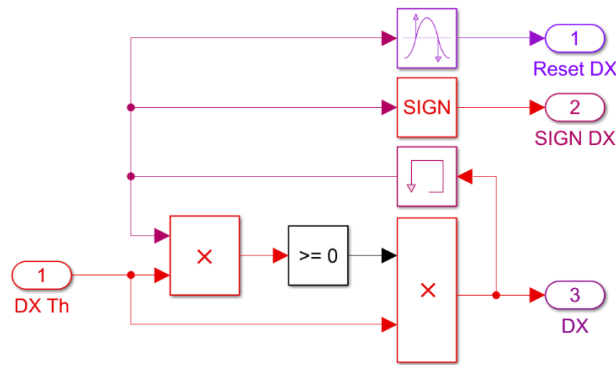 1
Reset DX
SIGN
2
SIGN DX
×
>= 0
1
DX Th
×
3
DX